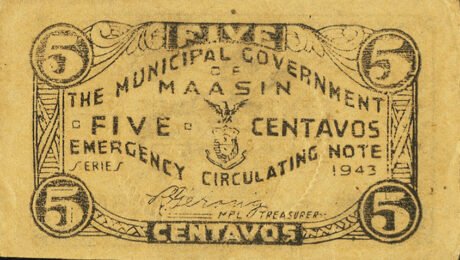 5 FIVE 5
THE MUNICIPAL GOVERNMENT
OF
MAASIN
FIVE CENTAVOS
EMERGENCY CIRCULATING NOTE
SERIES 1943
MPL TREASURER
5 CENTAVOS 5